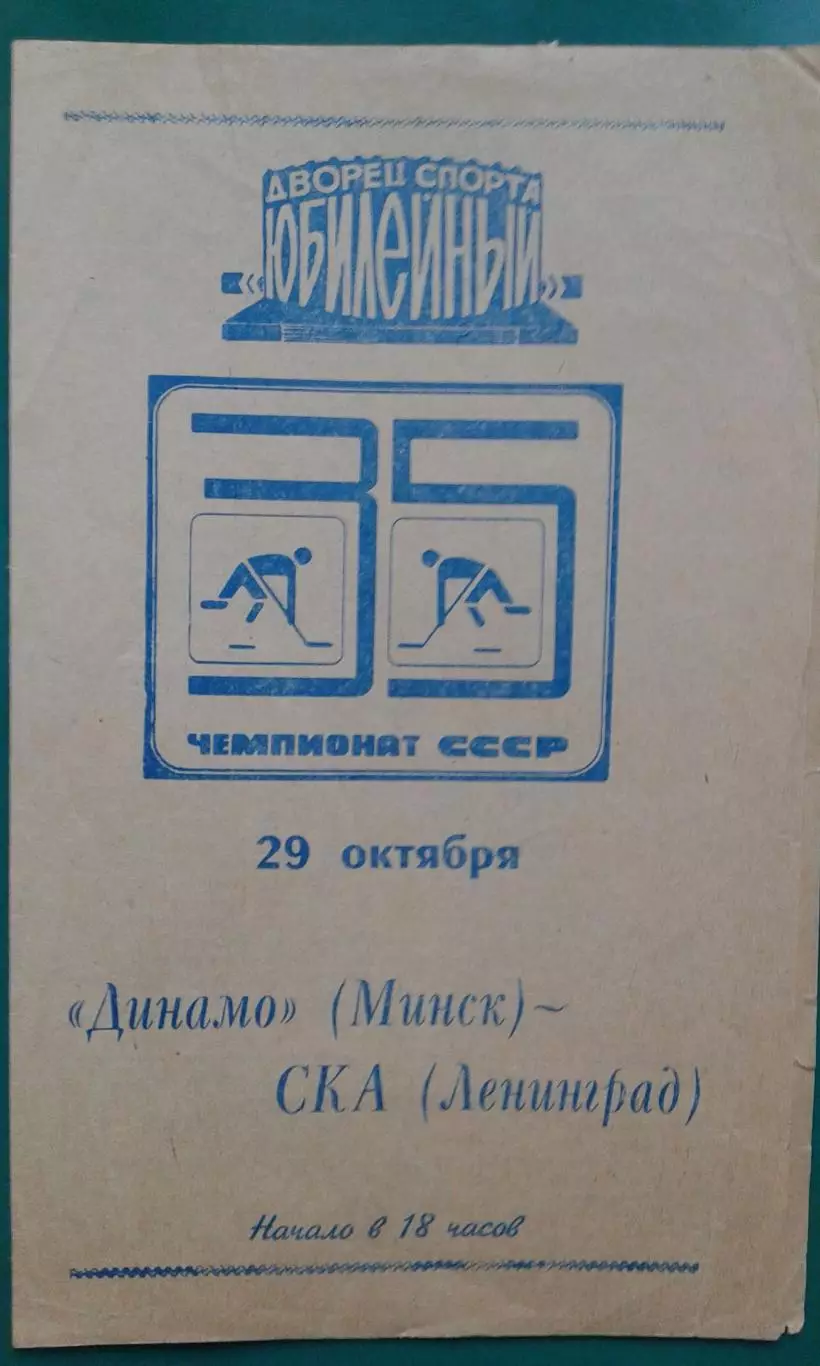 ДВОРЕЦ СПОРТА
«ЮБИЛЕЙНЫЙ»
35
ЧЕМПИОНАТ СССР
29 октября
«Динамо» (Минск) –
СКА (Ленинград)
Начало в 18 часов